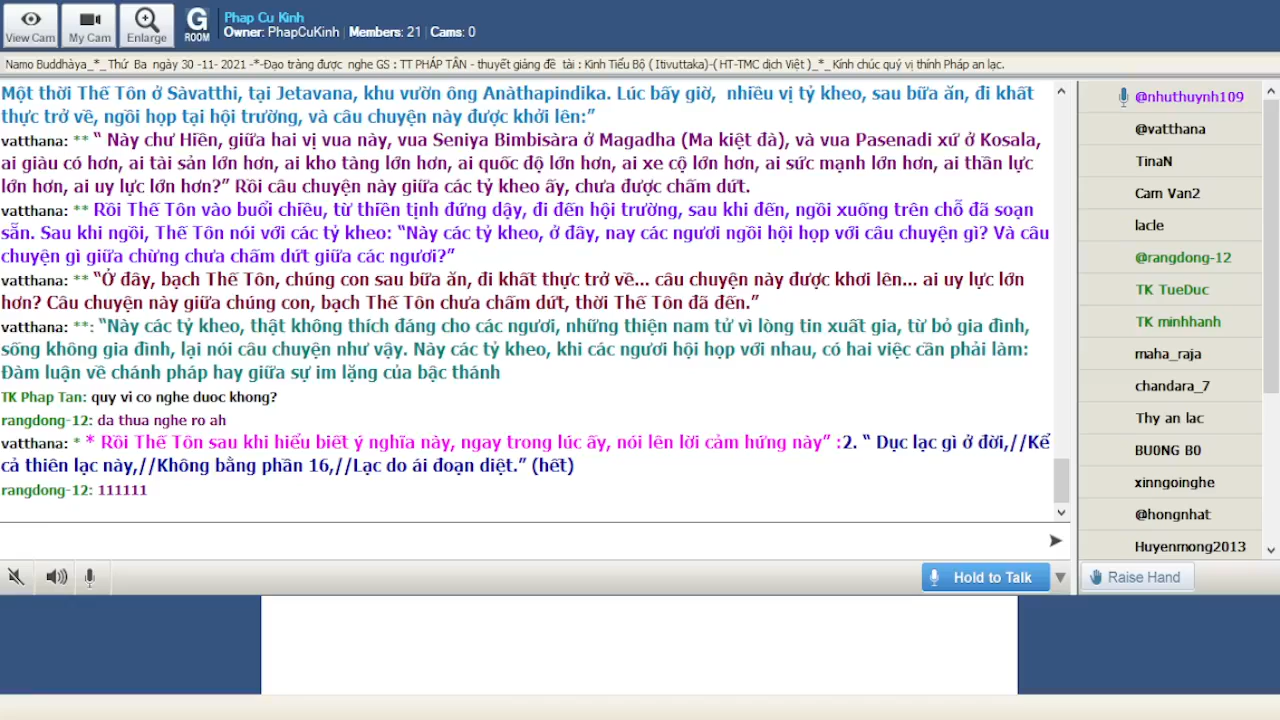 View Cam
My Cam
Enlarge
G
ROOM
Phap Cu Kinh
Owner: PhapCuKinh | Members: 21 | Cams: 0
Namo Buddhàya_*_Thứ Ba ngày 30 -11- 2021 -*-Đạo tràng được nghe GS : TT PHÁP TÂN - thuyết giảng đề tài : Kinh Tiểu Bộ ( Itivuttaka)-( HT-TMC dịch Việt )_*_ Kính chúc quý vị thính Pháp an lạc.
Một thời Thế Tôn ở Sàvatthi, tại Jetavana, khu vườn ông Anàthapindika. Lúc bấy giờ, nhiều vị tỷ kheo, sau bữa ăn, đi khất
thực trở về, ngồi họp tại hội trường, và câu chuyện này được khởi lên:”
vatthana: ** “ Này chư Hiền, giữa hai vị vua này, vua Seniya Bimbisàra ở Magadha (Ma kiệt đà), và vua Pasenadi xứ ở Kosala,
ai giàu có hơn, ai tài sản lớn hơn, ai kho tàng lớn hơn, ai quốc độ lớn hơn, ai xe cộ lớn hơn, ai sức mạnh lớn hơn, ai thần lực
lớn hơn, ai uy lực lớn hơn?” Rồi câu chuyện này giữa các tỷ kheo ấy, chưa được chấm dứt.
vatthana: ** Rồi Thế Tôn vào buổi chiều, từ thiền tịnh đứng dậy, đi đến hội trường, sau khi đến, ngồi xuống trên chỗ đã soạn
sẵn. Sau khi ngồi, Thế Tôn nói với các tỷ kheo: “Này các tỷ kheo, ở đây, nay các ngươi ngồi hội họp với câu chuyện gì? Và câu
chuyện gì giữa chừng chưa chấm dứt giữa các ngươi?”
vatthana: ** “Ở đây, bạch Thế Tôn, chúng con sau bữa ăn, đi khất thực trở về... câu chuyện này được khơi lên... ai uy lực lớn
hơn? Câu chuyện này giữa chúng con, bạch Thế Tôn chưa chấm dứt, thời Thế Tôn đã đến.”
vatthana: **: “Này các tỷ kheo, thật không thích đáng cho các ngươi, những thiện nam tử vì lòng tin xuất gia, từ bỏ gia đình,
sống không gia đình, lại nói câu chuyện như vậy. Này các tỷ kheo, khi các ngươi hội họp với nhau, có hai việc cần phải làm:
Đàm luận về chánh pháp hay giữa sự im lặng của bậc thánh
TK Phap Tan: quy vi co nghe duoc khong?
rangdong-12: da thua nghe ro ah
vatthana: * * Rồi Thế Tôn sau khi hiểu biết ý nghĩa này, ngay trong lúc ấy, nói lên lời cảm hứng này” :2. “ Dục lạc gì ở đời,//Kể
cả thiên lạc này,//Không bằng phần 16,//Lạc do ái đoạn diệt.” (hết)
rangdong-12: 111111
@nhuthuynh109
@vatthana
TinaN
Cam Van2
lacle
@rangdong-12
TK TueDuc
TK minhhanh
maha_raja
chandara_7
Thy an lac
BU0NG B0
xinngoinghe
@hongnhat
Huyenmong2013
Hold to Talk
Raise Hand